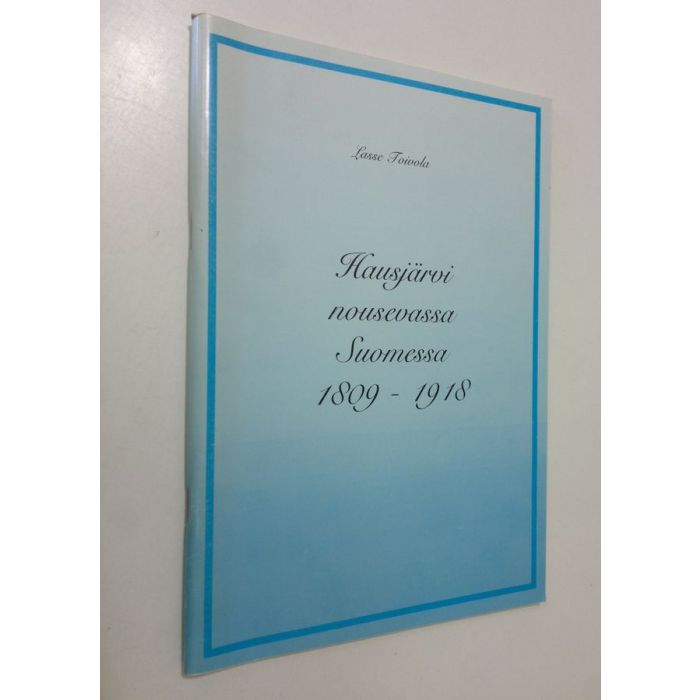 Lasse Toivola
Hausjärvi
nousevassa
Suomessa
1809 - 1918